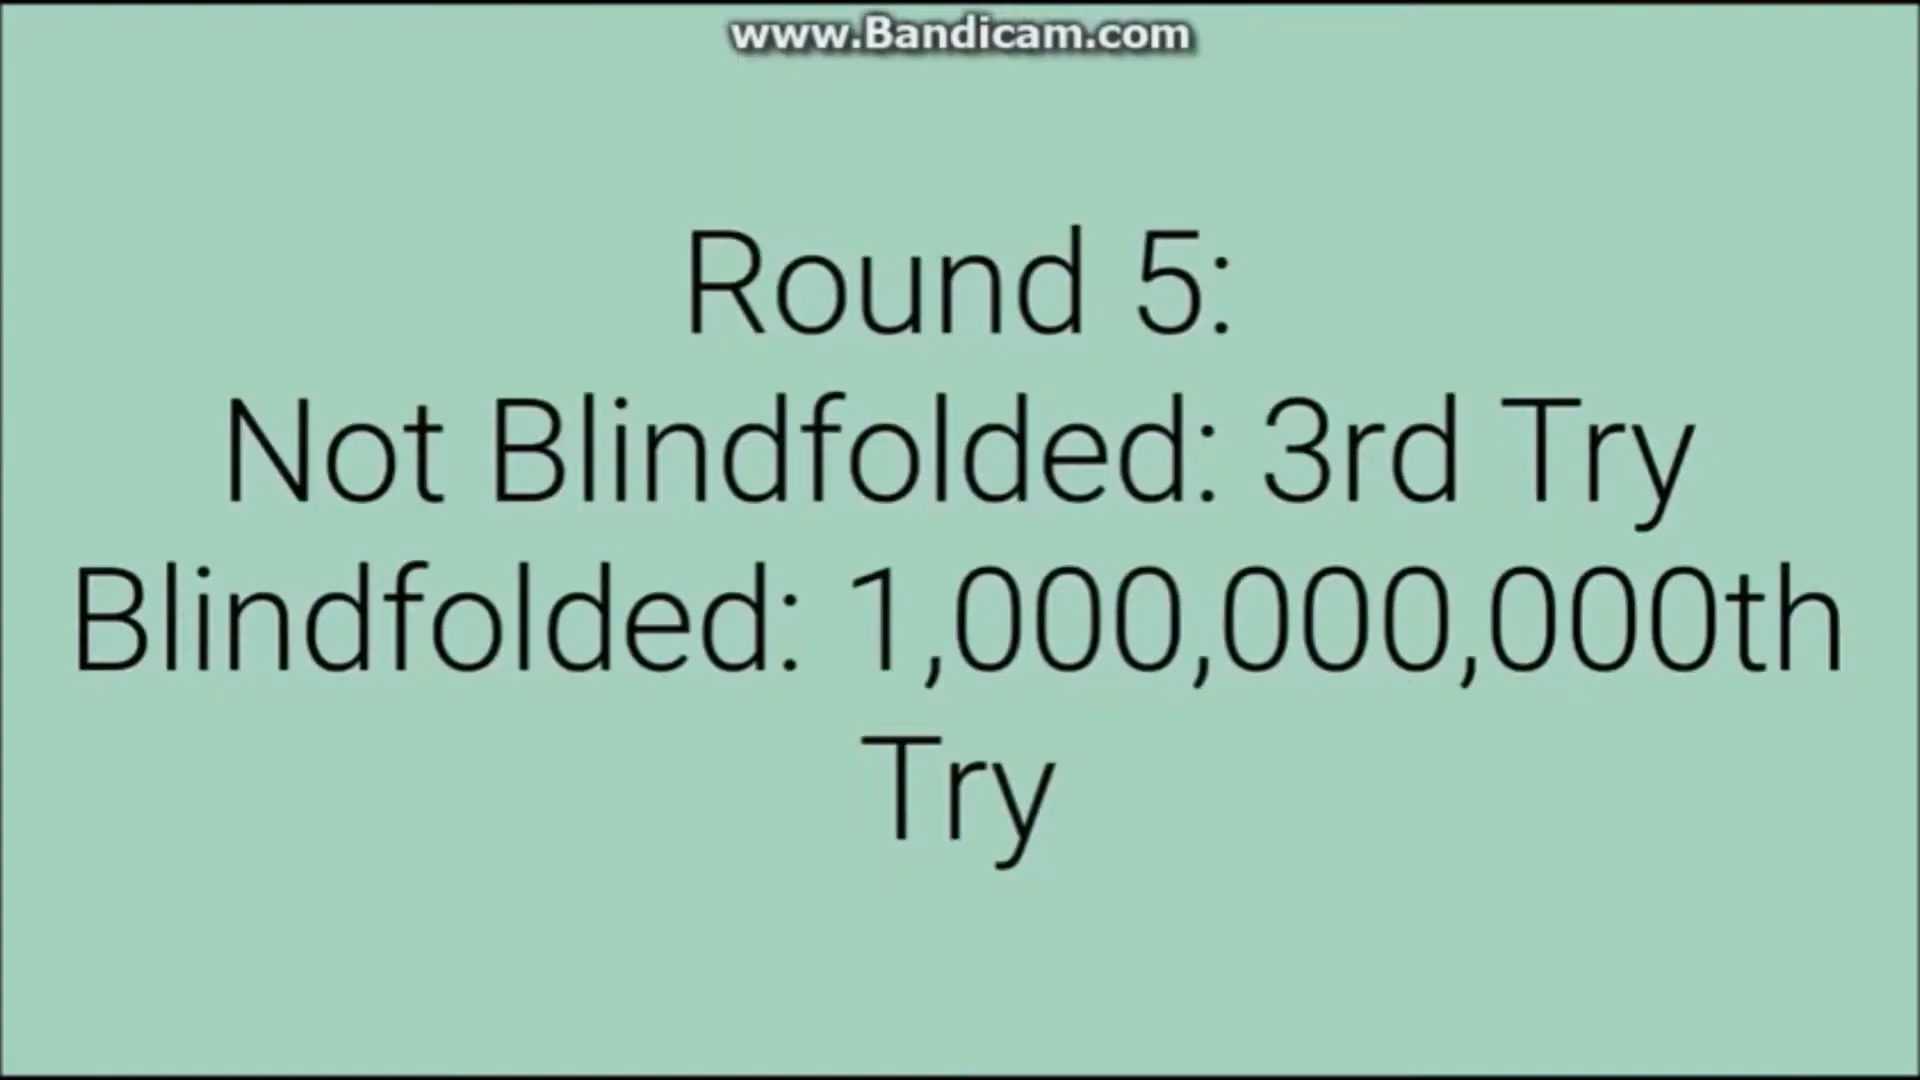 www.Bandicam.com
Round 5:
Not Blindfolded: 3rd Try
Blindfolded: 1,000,000,000th
Try